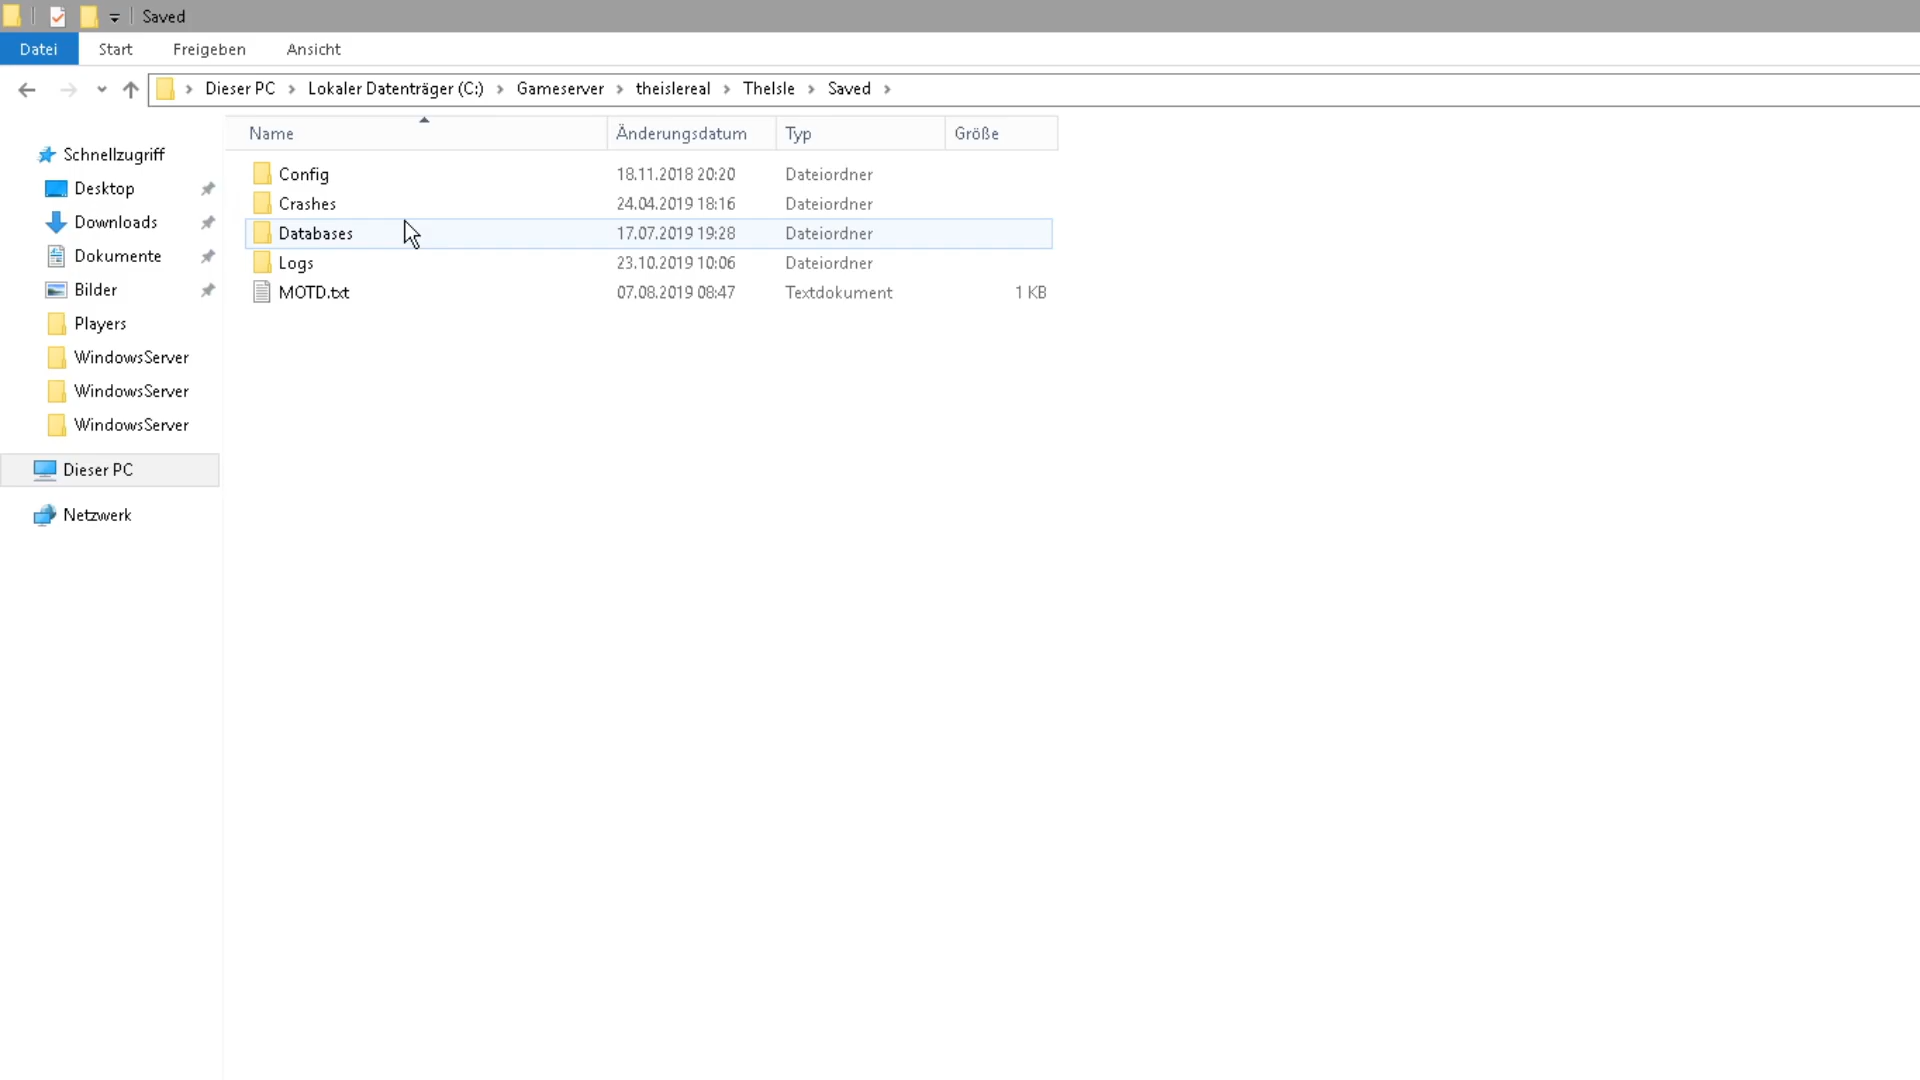 Saved
Datei Start Freigeben Ansicht
Dieser PC Lokaler Datenträger (C:) Gameserver theislereal TheIsle Saved
Name Änderungsdatum Typ Größe
Schnellzugriff
Desktop
Downloads
Dokumente
Bilder
Players
WindowsServer
WindowsServer
WindowsServer
Dieser PC
Netzwerk
Config 18.11.2018 20:20 Dateiordner
Crashes 24.04.2019 18:16 Dateiordner
Databases 17.07.2019 19:28 Dateiordner
Logs 23.10.2019 10:06 Dateiordner
MOTD.txt 07.08.2019 08:47 Textdokument 1 KB